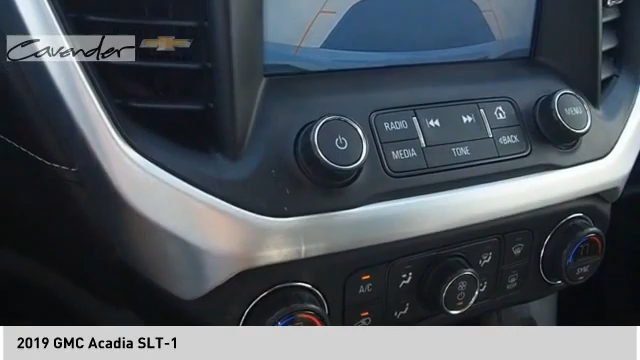 Cavender
MENU
RADIO
MEDIA
TONE
BACK
A/C
SYNC
2019 GMC Acadia SLT-1